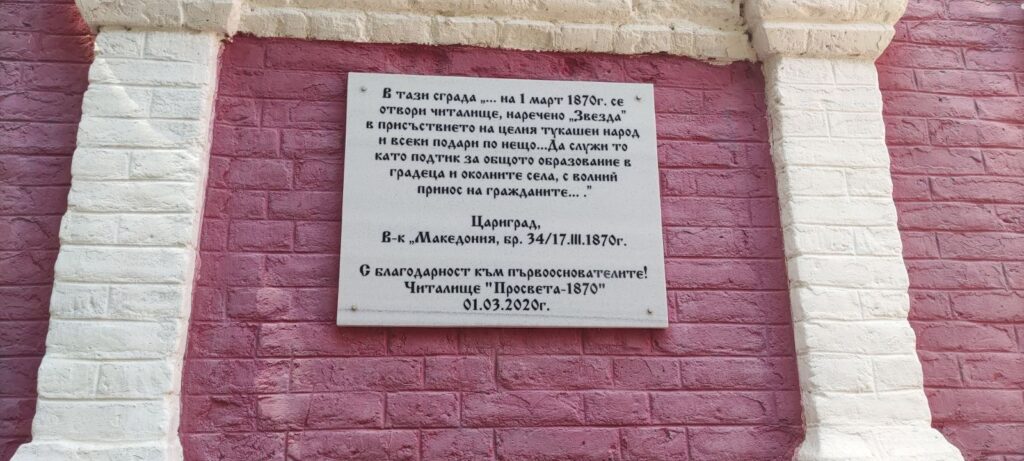 В тази сграда „... на 1 март 1870г. се
отвори читалище, наречено „Звезда"
в присъствието на целия тукашен народ
и всеки подари по нещо...Да служи то
като подтик за общото образование в
градеца и околните села, с волний
принос на гражданите... ."
Цариград,
В-к „Македония, бр. 34/17.III.1870г.
С благодарност към първооснователите!
Читалище "Просвета-1870"
01.03.2020г.